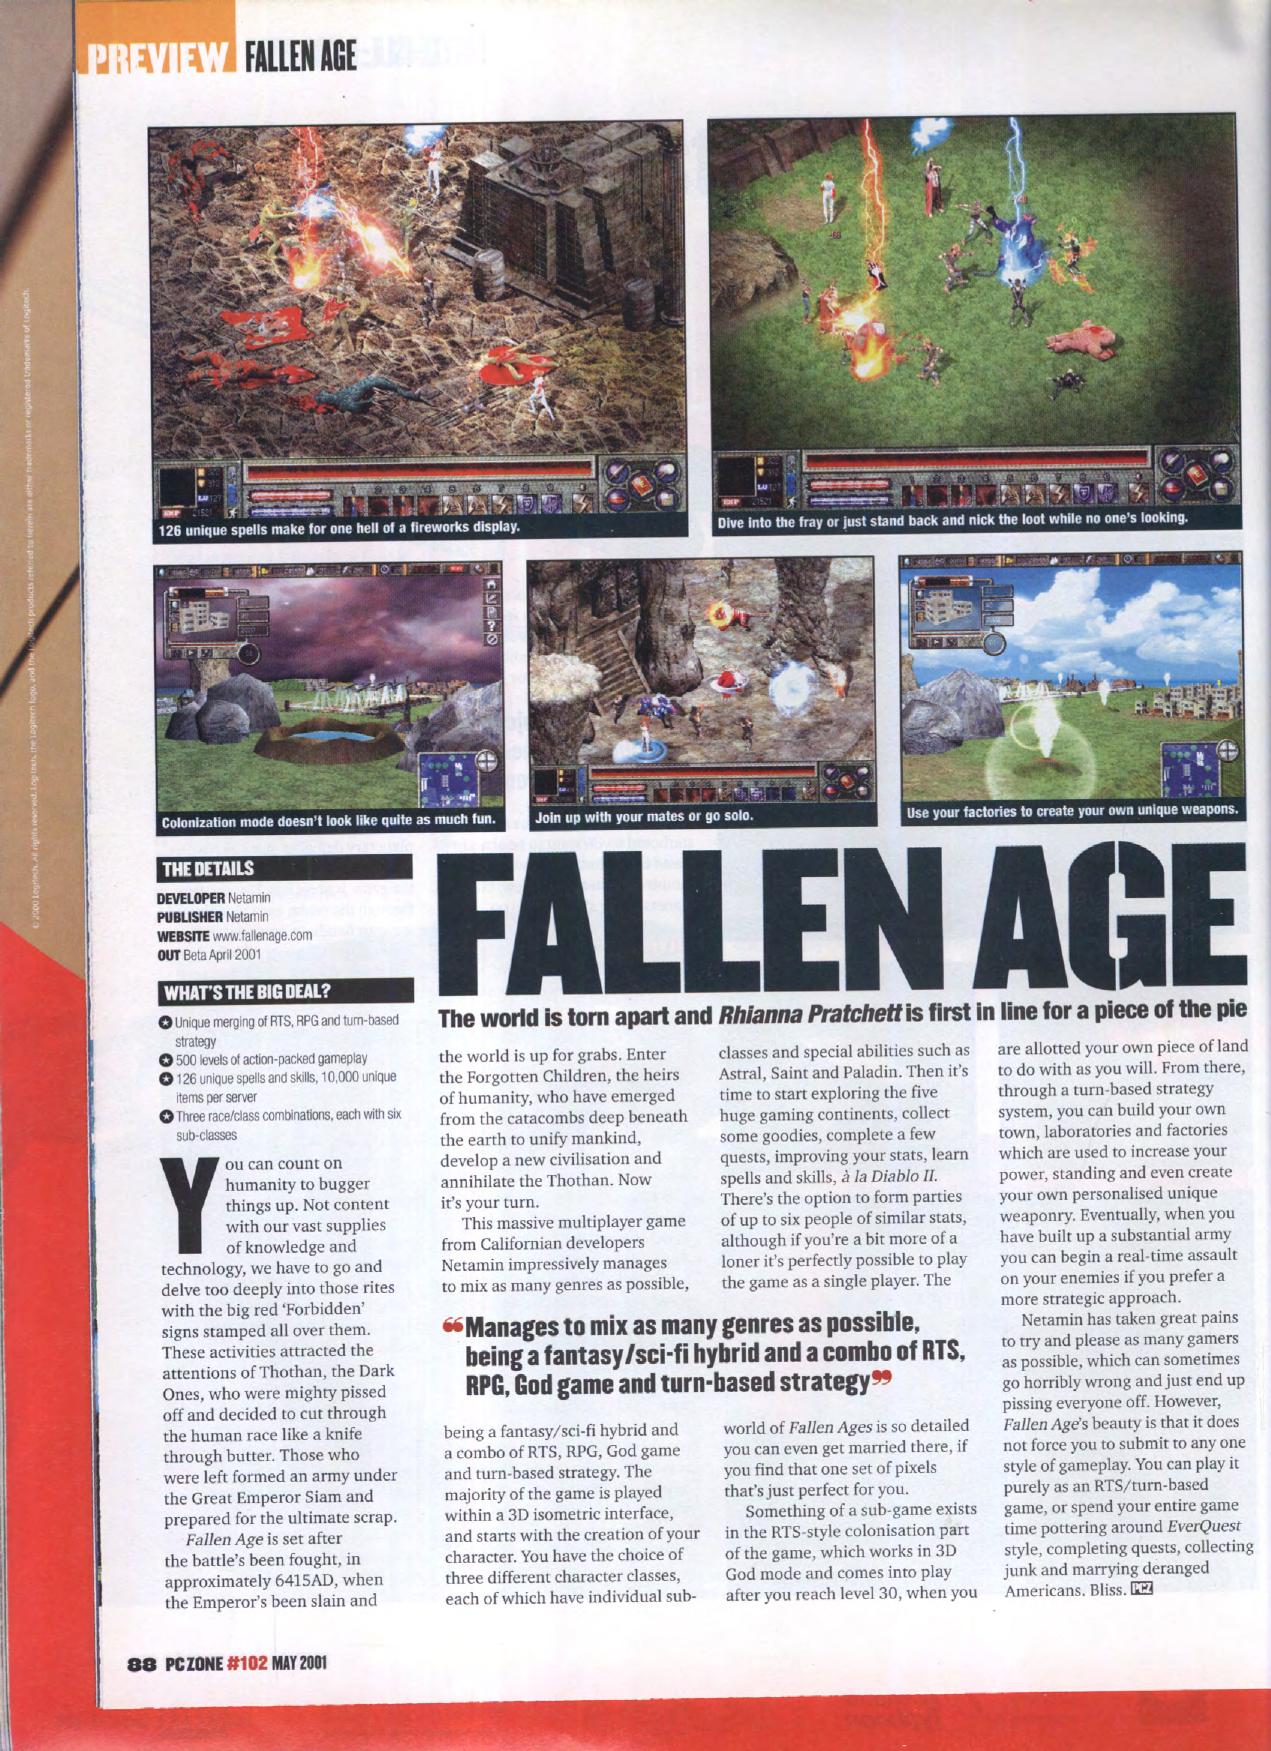 PREVIEW FALLEN AGE
© 2000 Logitech. All rights reserved. Logitech, the Logitech logo, and the Logitech products referred to herein are either trademarks or registered trademarks of Logitech.
126 unique spells make for one hell of a fireworks display.
Dive into the fray or just stand back and nick the loot while no one's looking.
Colonization mode doesn't look like quite as much fun.
Join up with your mates or go solo.
Use your factories to create your own unique weapons.
THE DETAILS
DEVELOPER Netamin
PUBLISHER Netamin
WEBSITE www.fallenage.com
OUT Beta April 2001
WHAT'S THE BIG DEAL?
Unique merging of RTS, RPG and turn-based
strategy
500 levels of action-packed gameplay
126 unique spells and skills, 10,000 unique
items per server
Three race/class combinations, each with six
sub-classes
FALLEN AGE
The world is torn apart and Rhianna Pratchett is first in line for a piece of the pie
You can count on
humanity to bugger
things up. Not content
with our vast supplies
of knowledge and
technology, we have to go and
delve too deeply into those rites
with the big red 'Forbidden'
signs stamped all over them.
These activities attracted the
attentions of Thothan, the Dark
Ones, who were mighty pissed
off and decided to cut through
the human race like a knife
through butter. Those who
were left formed an army under
the Great Emperor Siam and
prepared for the ultimate scrap.
Fallen Age is set after
the battle's been fought, in
approximately 6415AD, when
the Emperor's been slain and
the world is up for grabs. Enter
the Forgotten Children, the heirs
of humanity, who have emerged
from the catacombs deep beneath
the earth to unify mankind,
develop a new civilisation and
annihilate the Thothan. Now
it's your turn.
This massive multiplayer game
from Californian developers
Netamin impressively manages
to mix as many genres as possible,
being a fantasy/sci-fi hybrid and
a combo of RTS, RPG, God game
and turn-based strategy. The
majority of the game is played
within a 3D isometric interface,
and starts with the creation of your
character. You have the choice of
three different character classes,
each of which have individual sub-
classes and special abilities such as
Astral, Saint and Paladin. Then it's
time to start exploring the five
huge gaming continents, collect
some goodies, complete a few
quests, improving your stats, learn
spells and skills, à la Diablo II.
There's the option to form parties
of up to six people of similar stats,
although if you're a bit more of a
loner it's perfectly possible to play
the game as a single player. The
“Manages to mix as many genres as possible,
being a fantasy/sci-fi hybrid and a combo of RTS,
RPG, God game and turn-based strategy”
world of Fallen Ages is so detailed
you can even get married there, if
you find that one set of pixels
that's just perfect for you.
Something of a sub-game exists
in the RTS-style colonisation part
of the game, which works in 3D
God mode and comes into play
after you reach level 30, when you
are allotted your own piece of land
to do with as you will. From there,
through a turn-based strategy
system, you can build your own
town, laboratories and factories
which are used to increase your
power, standing and even create
your own personalised unique
weaponry. Eventually, when you
have built up a substantial army
you can begin a real-time assault
on your enemies if you prefer a
more strategic approach.
Netamin has taken great pains
to try and please as many gamers
as possible, which can sometimes
go horribly wrong and just end up
pissing everyone off. However,
Fallen Age's beauty is that it does
not force you to submit to any one
style of gameplay. You can play it
purely as an RTS/turn-based
game, or spend your entire game
time pottering around EverQuest
style, completing quests, collecting
junk and marrying deranged
Americans. Bliss. PCZ
88 PCZONE #102 MAY 2001